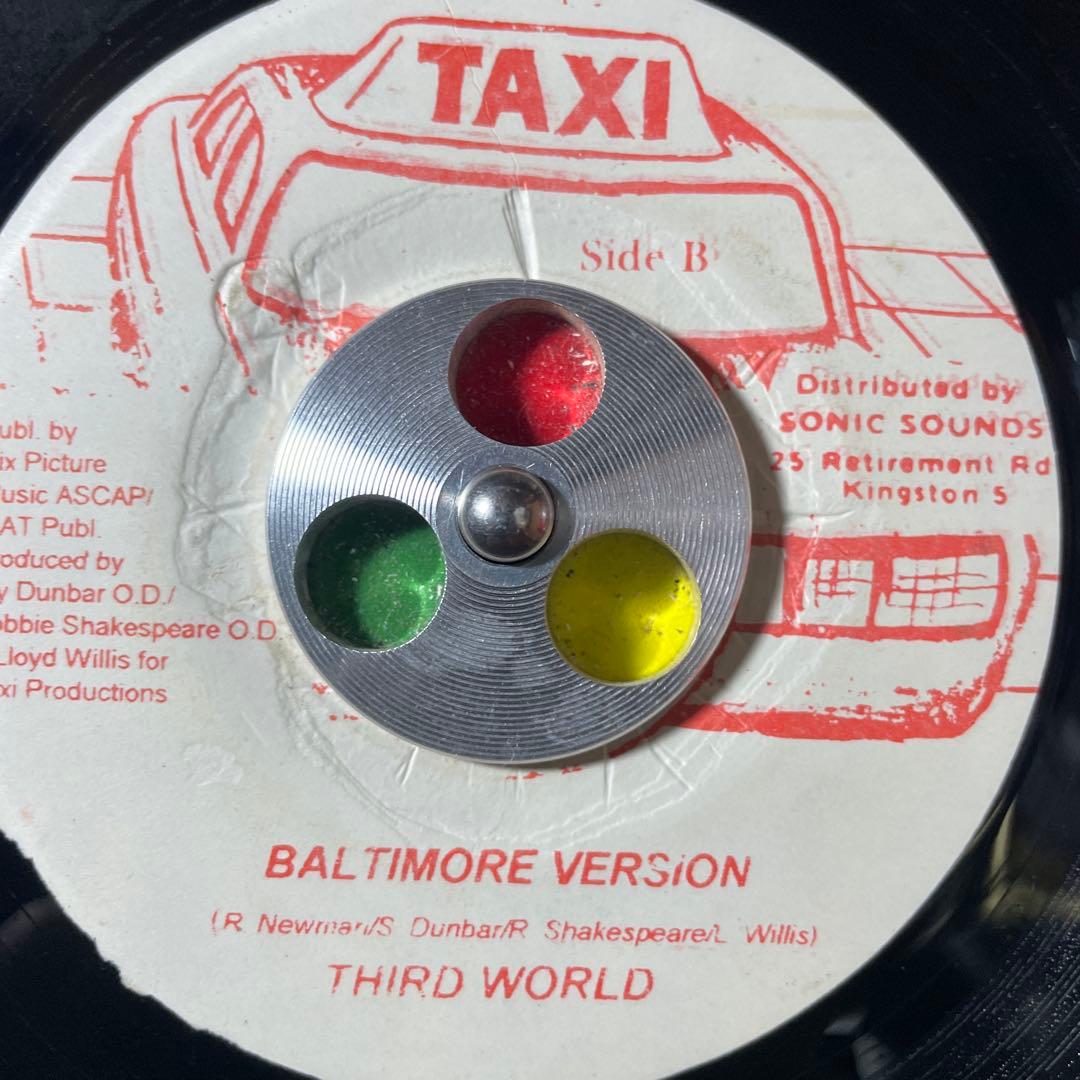 TAXI
Side B
Distributed by
SONIC SOUNDS
25 Retirement Rd
Kingston 5
ubl. by
ix Picture
usic ASCAP/
AT Publ.
roduced by
y Dunbar O.D./
obbie Shakespeare O.D.
Lloyd Willis for
xi Productions
BALTIMORE VERSION
(R Newman/S Dunbar/R Shakespeare/L Willis)
THIRD WORLD